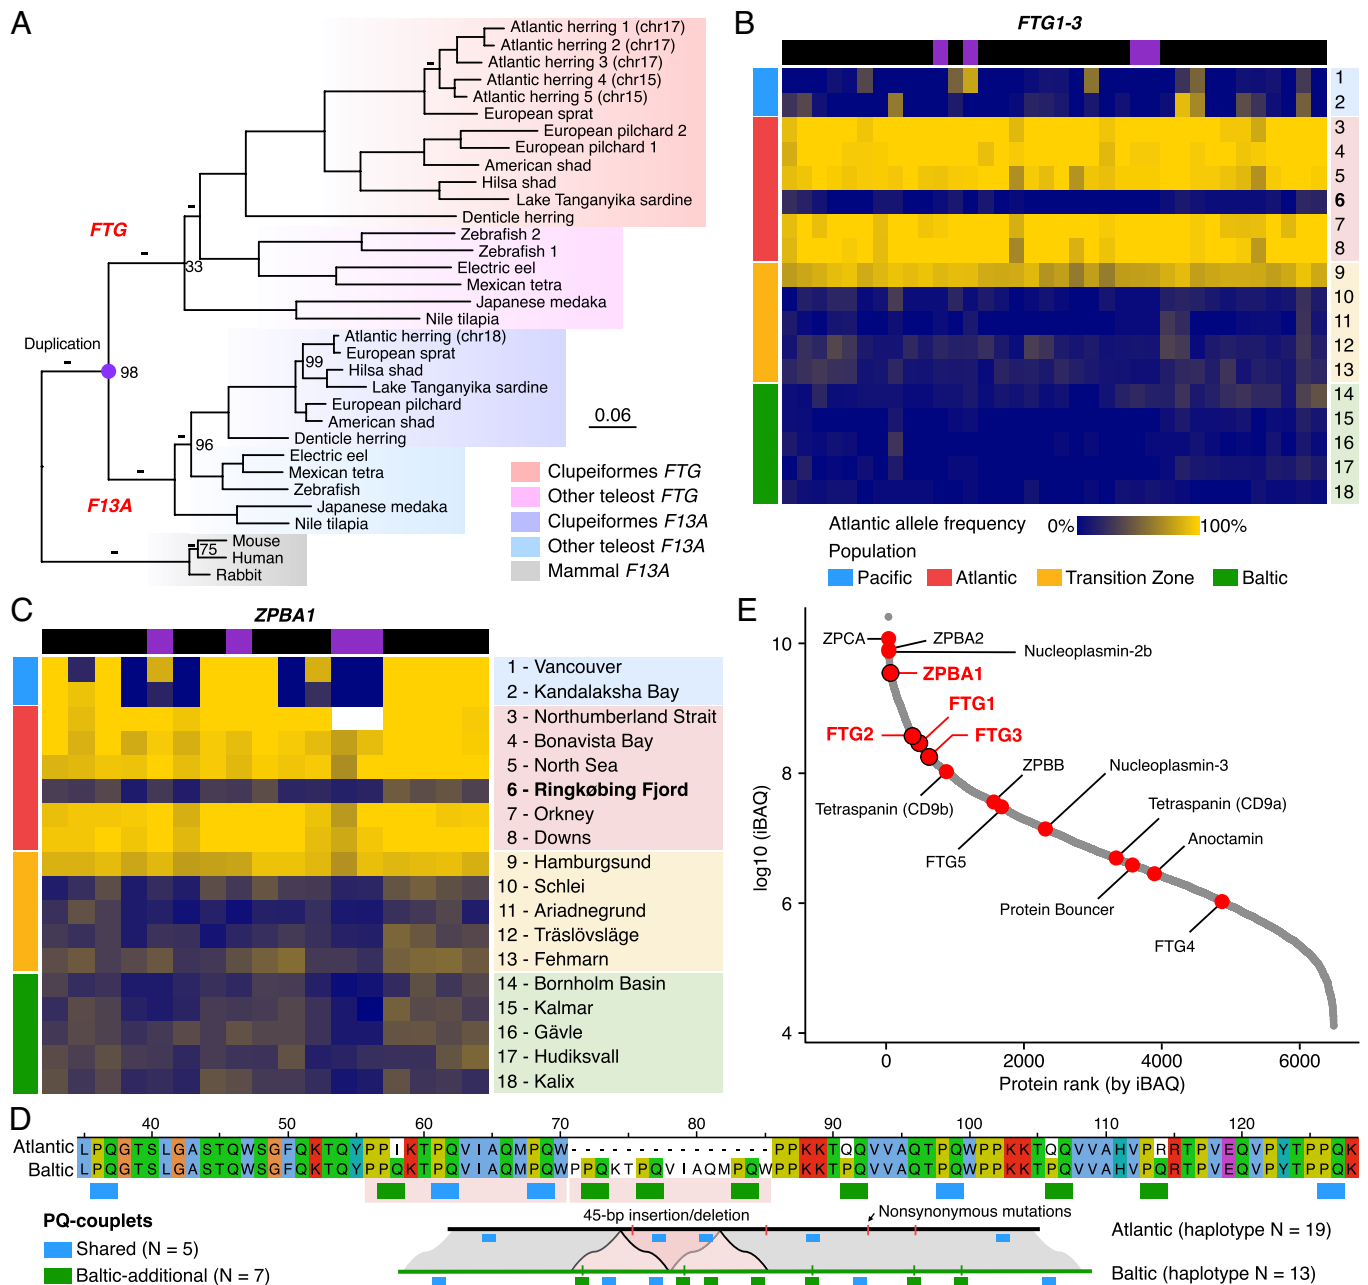 A
Atlantic herring 1 (chr17)
Atlantic herring 2 (chr17)
Atlantic herring 3 (chr17)
Atlantic herring 4 (chr15)
Atlantic herring 5 (chr15)
European sprat
European pilchard 2
European pilchard 1
American shad
Hilsa shad
Lake Tanganyika sardine
Denticle herring
FTG
Zebrafish 2
Zebrafish 1
33
Electric eel
Mexican tetra
Japanese medaka
Nile tilapia
Duplication
98
Atlantic herring (chr18)
European sprat
99
Hilsa shad
Lake Tanganyika sardine
European pilchard
American shad
Denticle herring
96
Electric eel
Mexican tetra
Zebrafish
F13A
Japanese medaka
Nile tilapia
75
Mouse
Human
Rabbit
0.06
Clupeiformes FTG
Other teleost FTG
Clupeiformes F13A
Other teleost F13A
Mammal F13A
B
FTG1-3
1
2
3
4
5
6
7
8
9
10
11
12
13
14
15
16
17
18
Atlantic allele frequency 0% 100%
Population
Pacific Atlantic Transition Zone Baltic
C
ZPBA1
1 - Vancouver
2 - Kandalaksha Bay
3 - Northumberland Strait
4 - Bonavista Bay
5 - North Sea
6 - Ringkøbing Fjord
7 - Orkney
8 - Downs
9 - Hamburgsund
10 - Schlei
11 - Ariadnegrund
12 - Träslövsläge
13 - Fehmarn
14 - Bornholm Basin
15 - Kalmar
16 - Gävle
17 - Hudiksvall
18 - Kalix
E
log10 (iBAQ)
10
8
6
4
0 2000 4000 6000
Protein rank (by iBAQ)
ZPCA
ZPBA2
Nucleoplasmin-2b
ZPBA1
FTG1
FTG2
FTG3
Tetraspanin (CD9b)
ZPBB
Nucleoplasmin-3
FTG5
Tetraspanin (CD9a)
Anoctamin
Protein Bouncer
FTG4
D
40 50 60 70 80 90 100 110 120
Atlantic LPQGTSLGASTQWSGFQKTQYPPIKTPQVIAQMPQW---------------PPKKTQQVVAQTPQWPPKKTQQVVAHVPRRTPVEQVPYTPPQK
Baltic LPQGTSLGASTQWSGFQKTQYPPQKTPQVIAQMPQWPPQKTPQVIAQMPQWPPKKTPQVVAQTPQWPPKKTPQVVAHVPQRTPVEQVPYTPPQK
PQ-couplets
Shared (N = 5)
Baltic-additional (N = 7)
45-bp insertion/deletion
Nonsynonymous mutations
Atlantic (haplotype N = 19)
Baltic (haplotype N = 13)